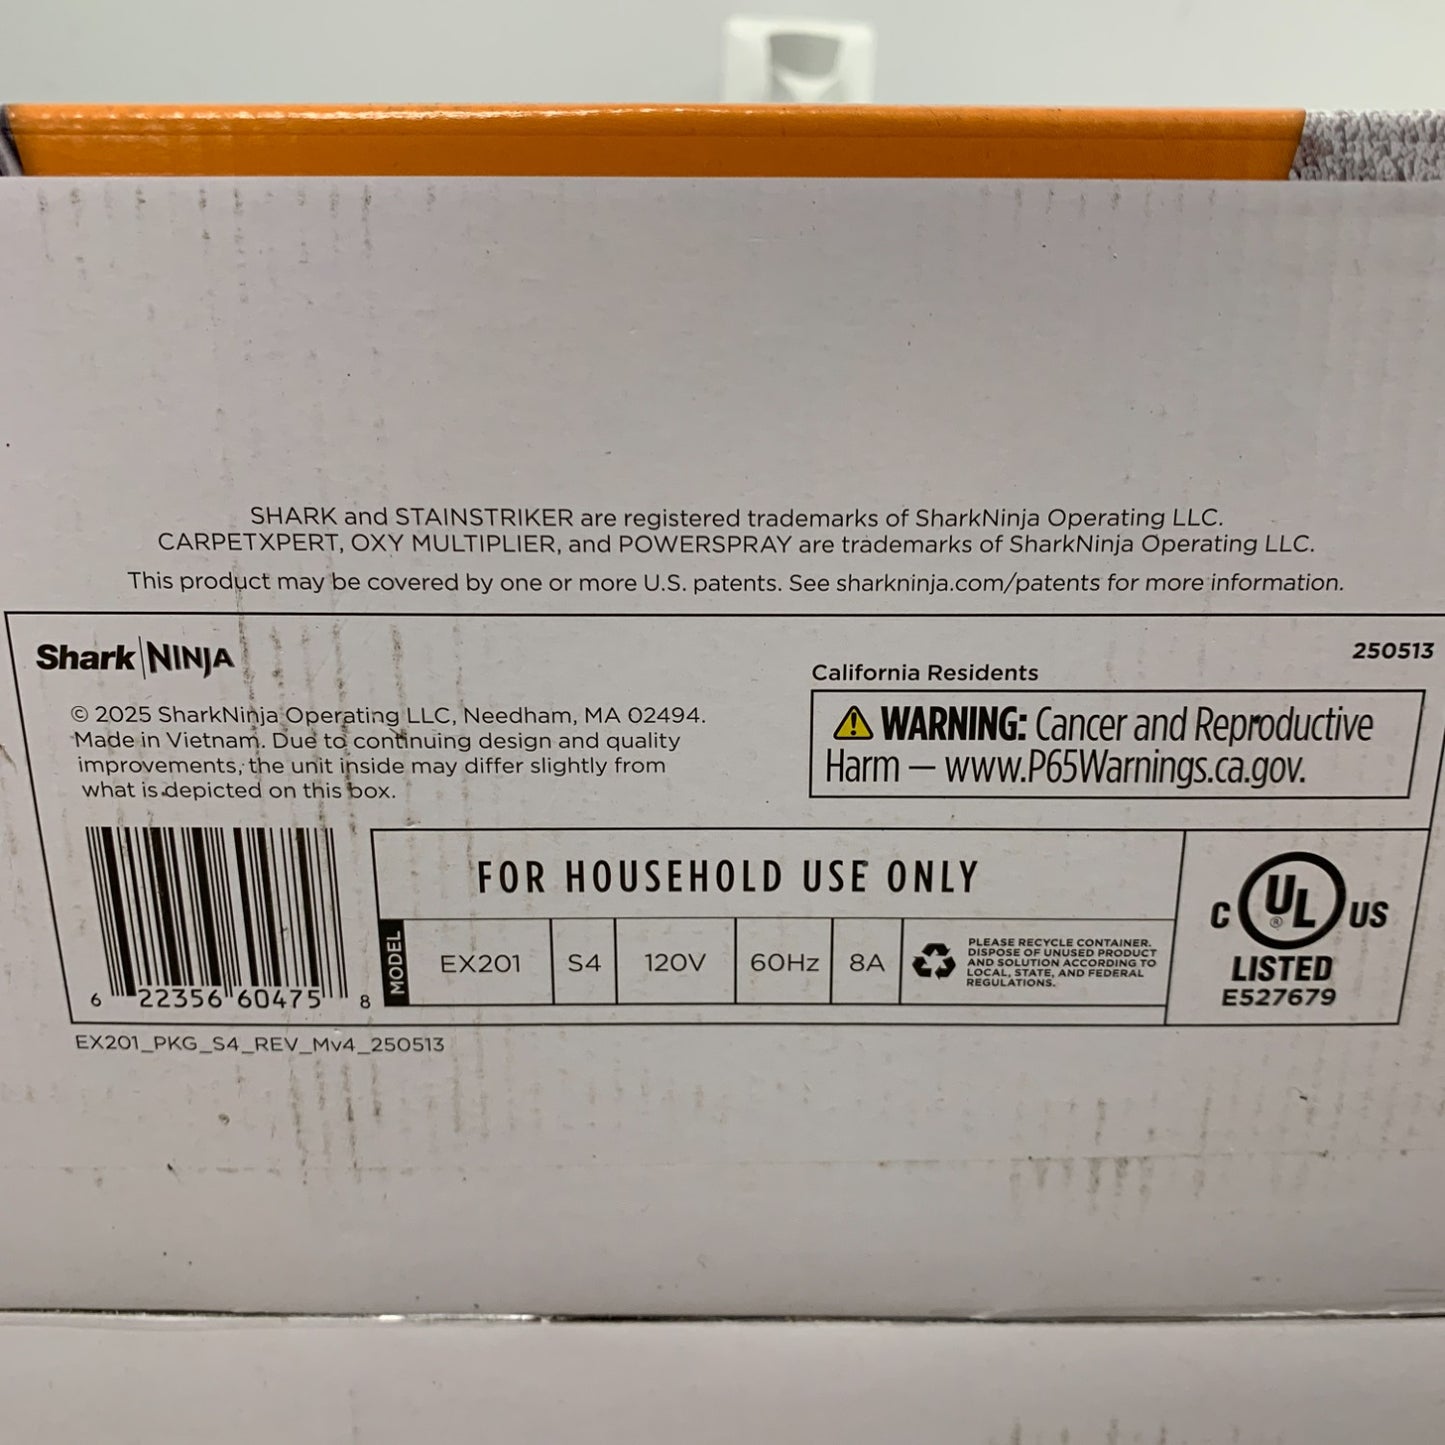 SHARK and STAINSTRIKER are registered trademarks of SharkNinja Operating LLC.
CARPETXPERT, OXY MULTIPLIER, and POWERSPRAY are trademarks of SharkNinja Operating LLC.
This product may be covered by one or more U.S. patents. See sharkninja.com/patents for more information.
Shark | NINJA
250513
© 2025 SharkNinja Operating LLC, Needham, MA 02494.
Made in Vietnam. Due to continuing design and quality
improvements, the unit inside may differ slightly from
what is depicted on this box.
California Residents
⚠ WARNING: Cancer and Reproductive
Harm — www.P65Warnings.ca.gov.
6 22356 60475 8
FOR HOUSEHOLD USE ONLY
MODEL EX201 S4 120V 60Hz 8A
PLEASE RECYCLE CONTAINER.
DISPOSE OF UNUSED PRODUCT
AND SOLUTION ACCORDING TO
LOCAL, STATE, AND FEDERAL
REGULATIONS.
C UL® US
LISTED
E527679
EX201_PKG_S4_REV_Mv4_250513